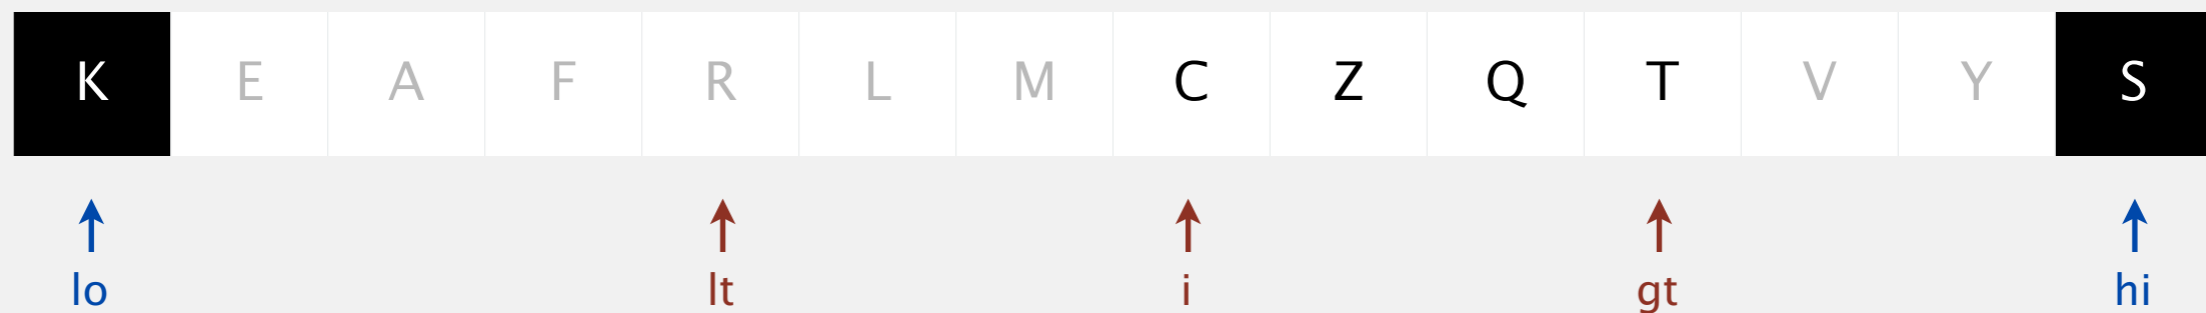 K E A F R L M C Z Q T V Y S
lo lt i gt hi